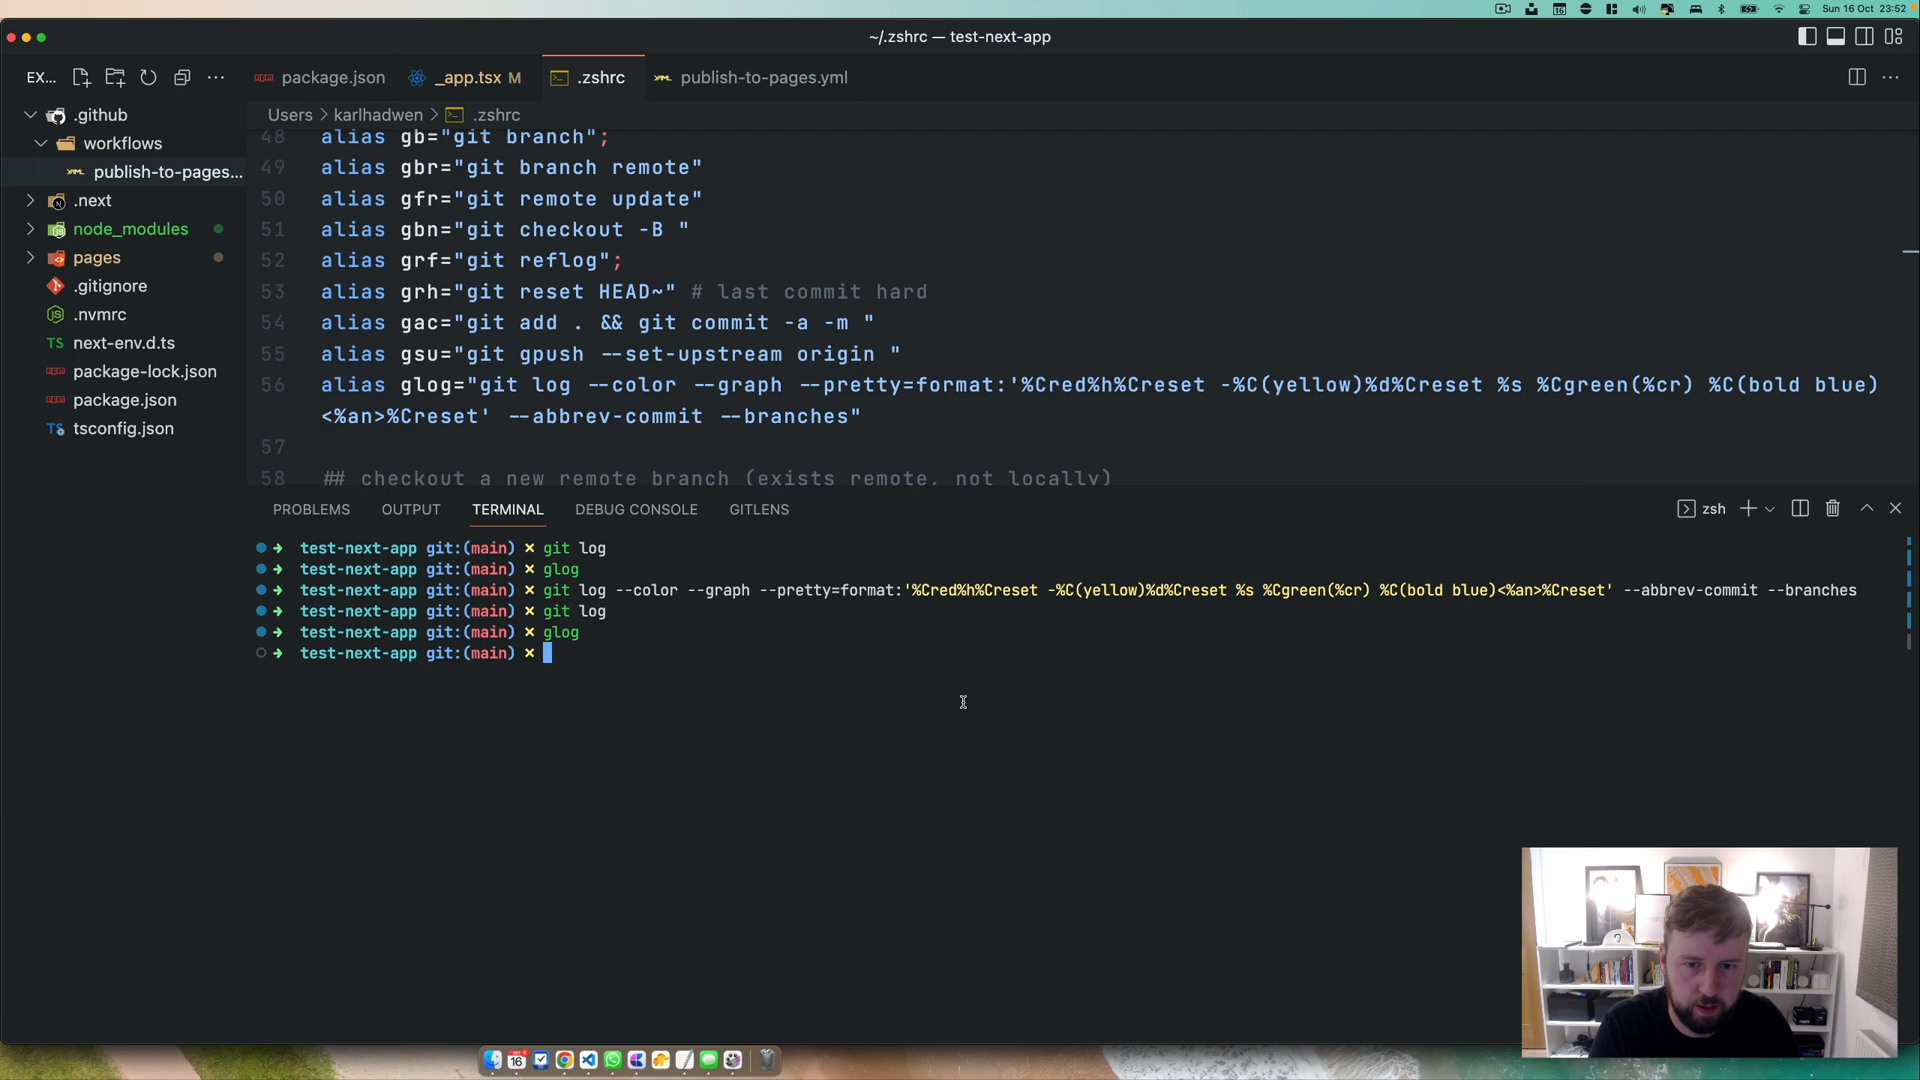 Sun 16 Oct 23:52
~/.zshrc — test-next-app
EX...
package.json
_app.tsx M
.zshrc
publish-to-pages.yml
Users > karlhadwen > .zshrc
.github
workflows
publish-to-pages...
.next
node_modules
pages
.gitignore
.nvmrc
TS next-env.d.ts
package-lock.json
package.json
TS tsconfig.json
48 alias gb="git branch";
49 alias gbr="git branch remote"
50 alias gfr="git remote update"
51 alias gbn="git checkout -B "
52 alias grf="git reflog";
53 alias grh="git reset HEAD~" # last commit hard
54 alias gac="git add . && git commit -a -m "
55 alias gsu="git gpush --set-upstream origin "
56 alias glog="git log --color --graph --pretty=format:'%Cred%h%Creset -%C(yellow)%d%Creset %s %Cgreen(%cr) %C(bold blue)
<%an>%Creset' --abbrev-commit --branches"
57
58 ## checkout a new remote branch (exists remote, not locally)
PROBLEMS OUTPUT TERMINAL DEBUG CONSOLE GITLENS
zsh
test-next-app git:(main) × git log
test-next-app git:(main) × glog
test-next-app git:(main) × git log --color --graph --pretty=format:'%Cred%h%Creset -%C(yellow)%d%Creset %s %Cgreen(%cr) %C(bold blue)<%an>%Creset' --abbrev-commit --branches
test-next-app git:(main) × git log
test-next-app git:(main) × glog
test-next-app git:(main) ×
16